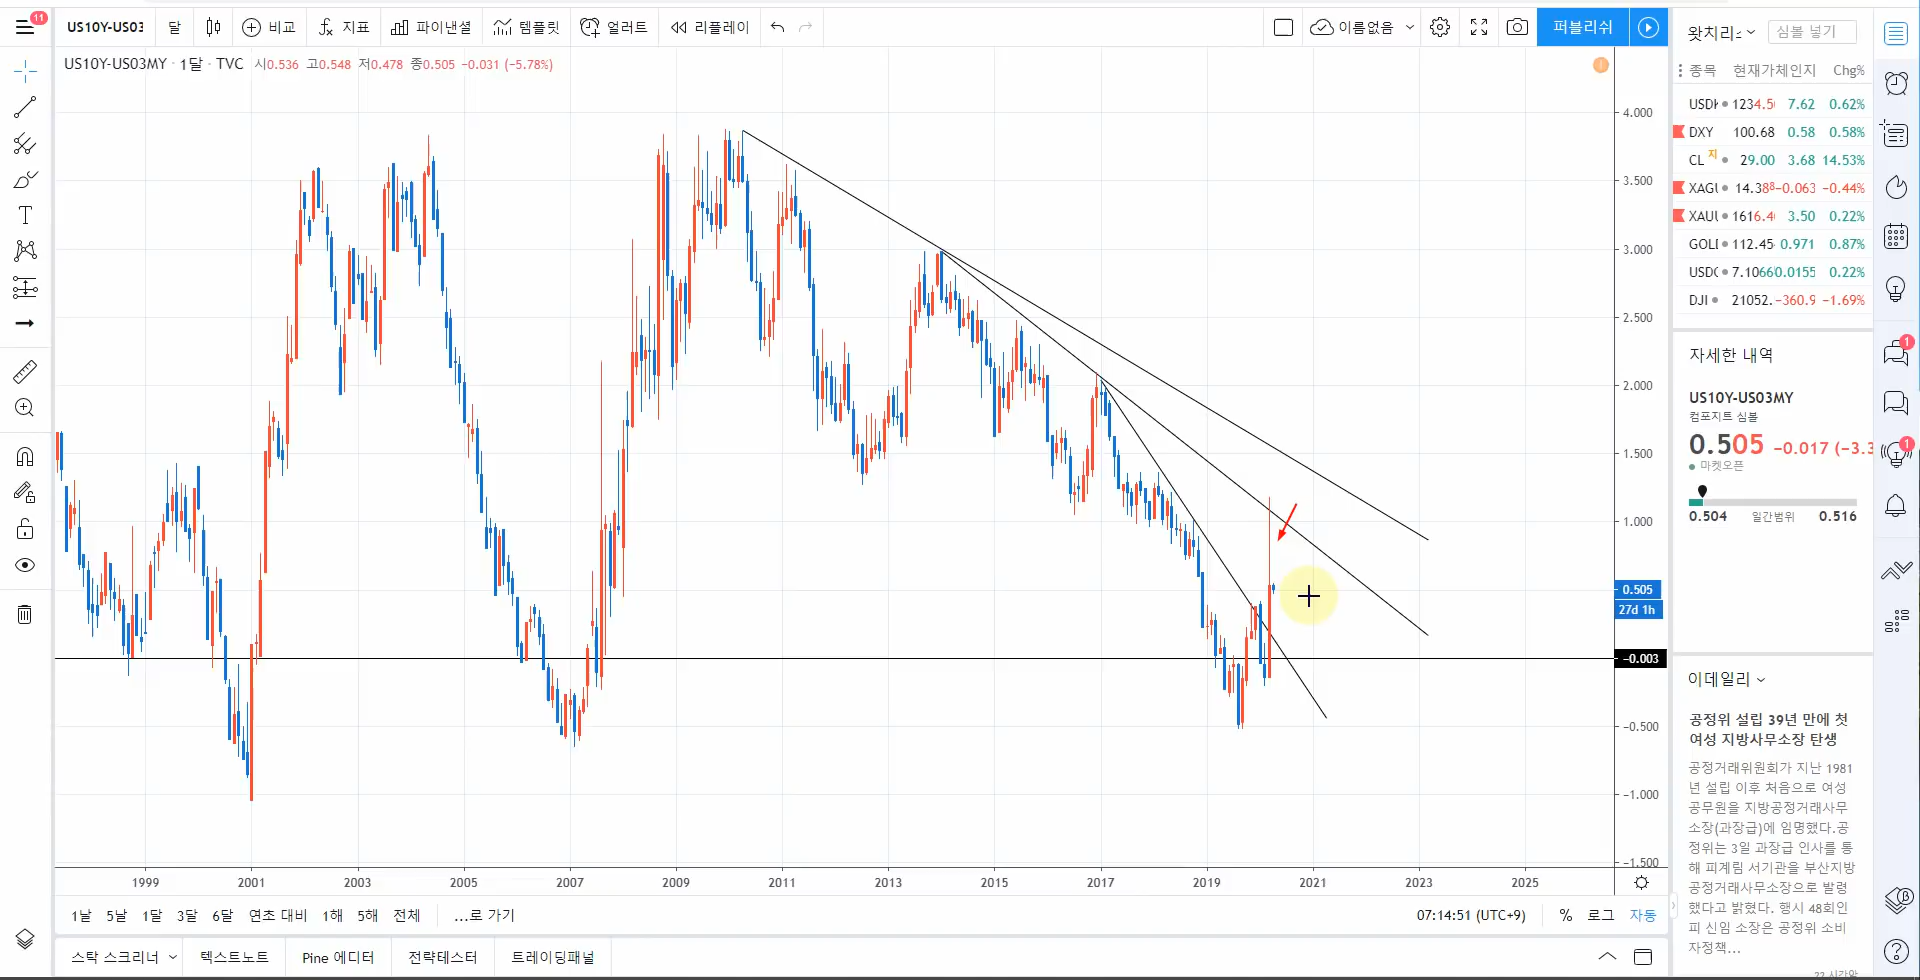 11
US10Y-US03
달
비교
지표
파이낸셜
템플릿
얼러트
리플레이
이름없음
퍼블리쉬
US10Y-US03MY · 1달 · TVC 시0.536 고0.548 저0.478 종0.505 −0.031 (−5.78%)
4.000
3.500
3.000
2.500
2.000
1.500
1.000
0.505
27d 1h
−0.003
−0.500
−1.000
−1.500
1999 2001 2003 2005 2007 2009 2011 2013 2015 2017 2019 2021 2023 2025
1날 5날 1달 3달 6달 연초 대비 1해 5해 전체 ...로 가기
07:14:51 (UTC+9) % 로그 자동
스탁 스크리너 텍스트노트 Pine 에디터 전략테스터 트레이딩패널
왓치리스 심볼 넣기
종목 현재가 체인지 Chg%
USDK 1234.5 7.62 0.62%
DXY 100.68 0.58 0.58%
CL 지 29.00 3.68 14.53%
XAGU 14.388 −0.063 −0.44%
XAUU 1616.4 3.50 0.22%
GOLD 112.45 0.971 0.87%
USDC 7.1066 0.0155 0.22%
DJI 21052. −360.9 −1.69%
자세한 내역
US10Y-US03MY
컴포지트 심볼
0.505 −0.017 (−3.3
마켓오픈
0.504 일간범위 0.516
이데일리
공정위 설립 39년 만에 첫
여성 지방사무소장 탄생
공정거래위원회가 지난 1981
년 설립 이후 처음으로 여성
공무원을 지방공정거래사무
소장(과장급)에 임명했다.공
정위는 3일 과장급 인사를 통
해 피계림 서기관을 부산지방
공정거래사무소장으로 발령
했다고 밝혔다. 행시 48회인
피 신임 소장은 공정위 소비
자정책...
1
1